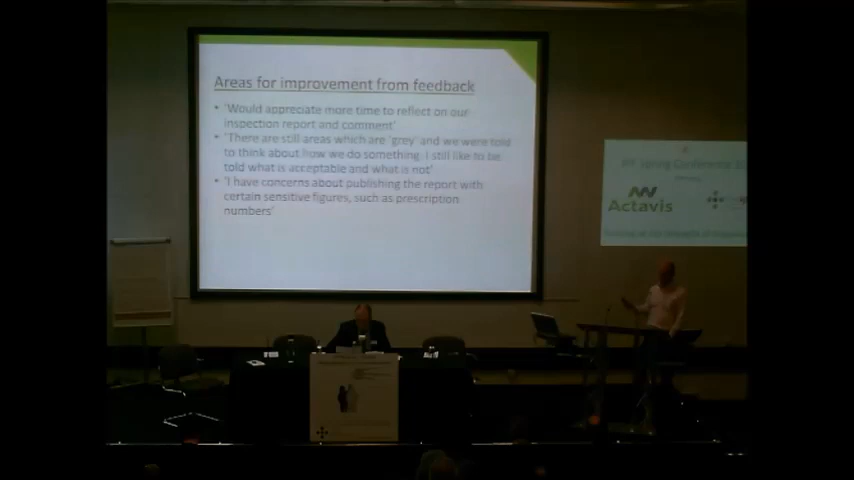 Areas for improvement from feedback
• 'Would appreciate more time to reflect on our
inspection report and comment'
• 'There are still areas which are 'grey' and we were told
to think about how we do something. I still like to be
told what is acceptable and what is not'
• 'I have concerns about publishing the report with
certain sensitive figures, such as prescription
numbers'
Spring Conference
Actavis